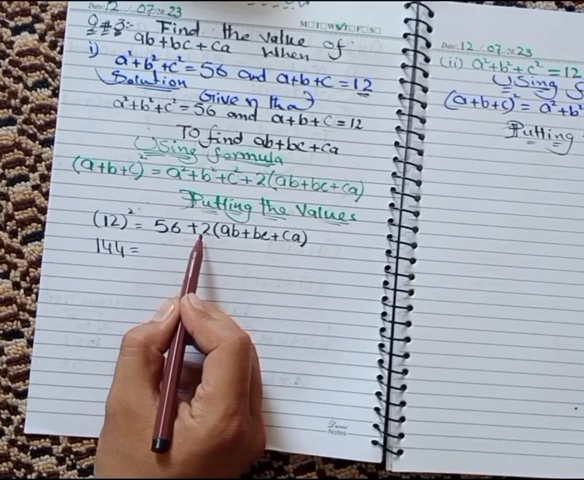 Date: 12 / 07 / 23
M T W T F S
Q#3:- Find the value of
ab+bc+ca when
i) a²+b²+c²=56 and a+b+c=12
Solution Given that
a²+b²+c²=56 and a+b+c=12
To find ab+bc+ca
Using formula
(a+b+c)²=a²+b²+c²+2(ab+bc+ca)
Putting the Values
(12)²= 56+2(ab+bc+ca)
144=
Notes
Date: 12 / 07 / 23
(ii) a²+b²+c²=12
Using
(a+b+c)²=a²+b²
Putting